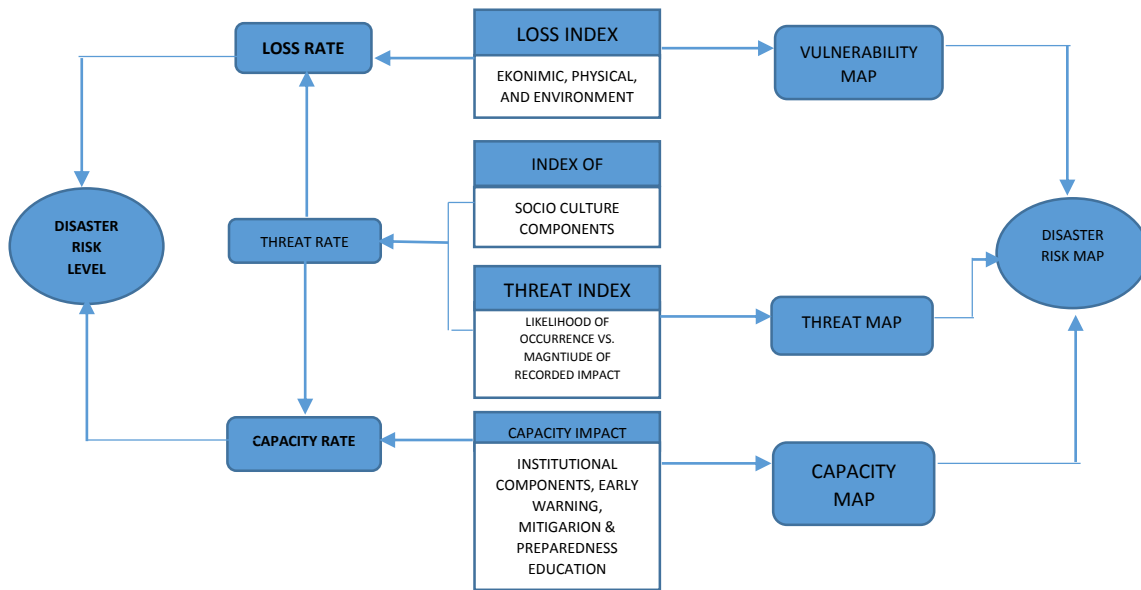 LOSS RATE
LOSS INDEX
EKONIMIC, PHYSICAL,
AND ENVIRONMENT
VULNERABILITY
MAP
INDEX OF
SOCIO CULTURE
COMPONENTS
DISASTER
RISK
LEVEL
THREAT RATE
DISASTER
RISK MAP
THREAT INDEX
LIKELIHOOD OF
OCCURRENCE VS.
MAGNTIUDE OF
RECORDED IMPACT
THREAT MAP
CAPACITY RATE
CAPACITY IMPACT
INSTITUTIONAL
COMPONENTS, EARLY
WARNING,
MITIGARION &
PREPAREDNESS
EDUCATION
CAPACITY
MAP